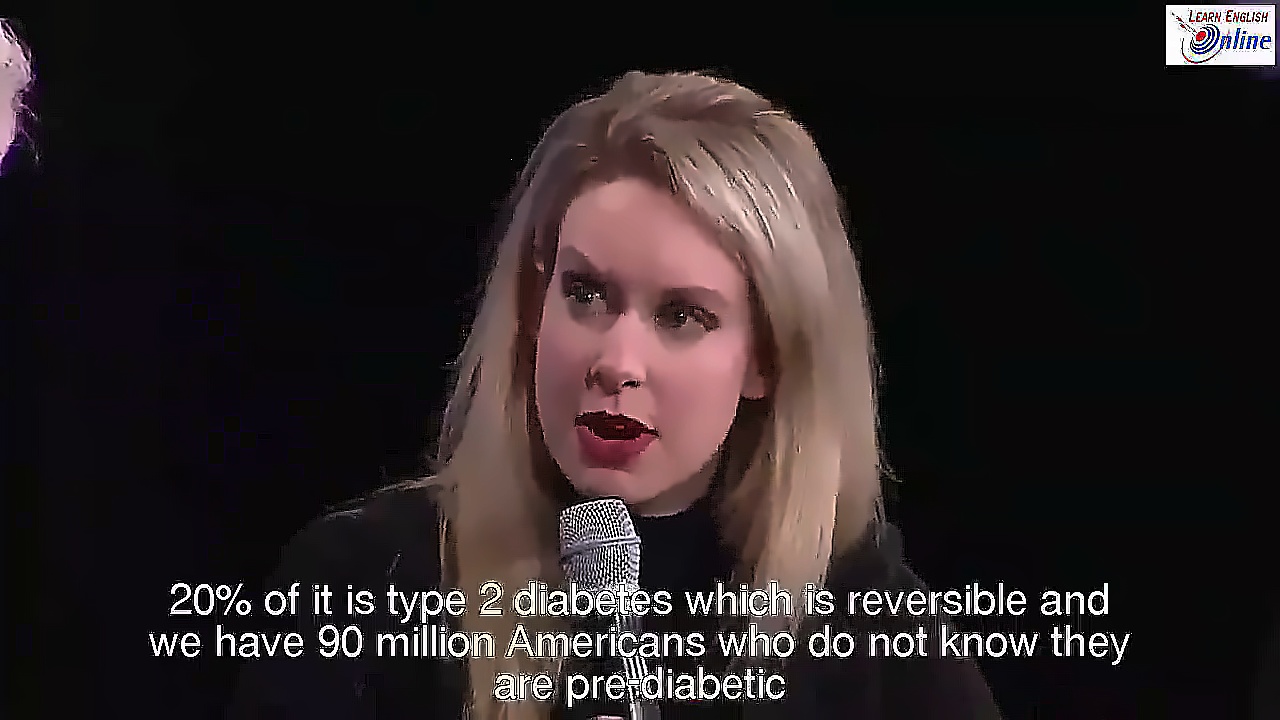 LEARN ENGLISH
Online
20% of it is type 2 diabetes which is reversible and
we have 90 million Americans who do not know they
are pre-diabetic